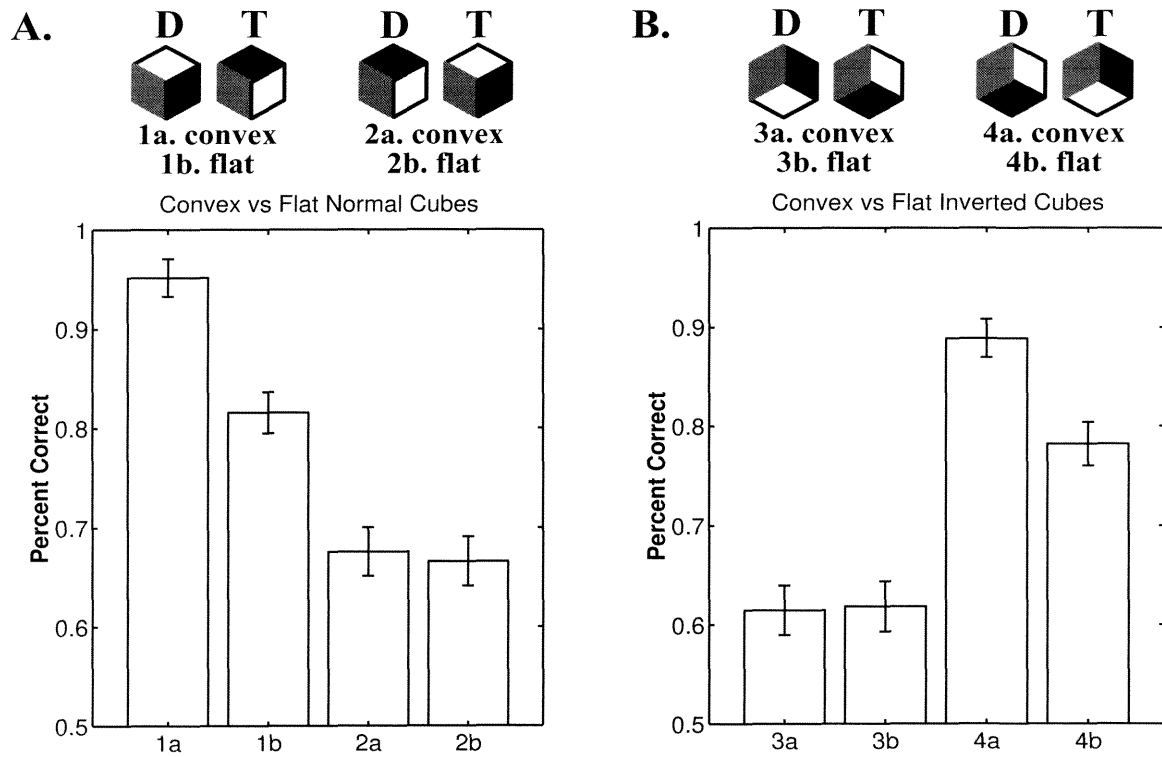 A.
D T D T
1a. convex 2a. convex
1b. flat 2b. flat
Convex vs Flat Normal Cubes
Percent Correct
1
0.9
0.8
0.7
0.6
0.5
1a 1b 2a 2b
B.
D T D T
3a. convex 4a. convex
3b. flat 4b. flat
Convex vs Flat Inverted Cubes
Percent Correct
1
0.9
0.8
0.7
0.6
0.5
3a 3b 4a 4b